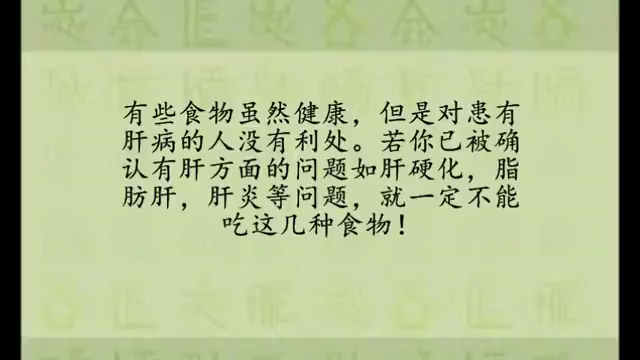 有些食物虽然健康，但是对患有
肝病的人没有利处。若你已被确
认有肝方面的问题如肝硬化，脂
肪肝，肝炎等问题，就一定不能
吃这几种食物！